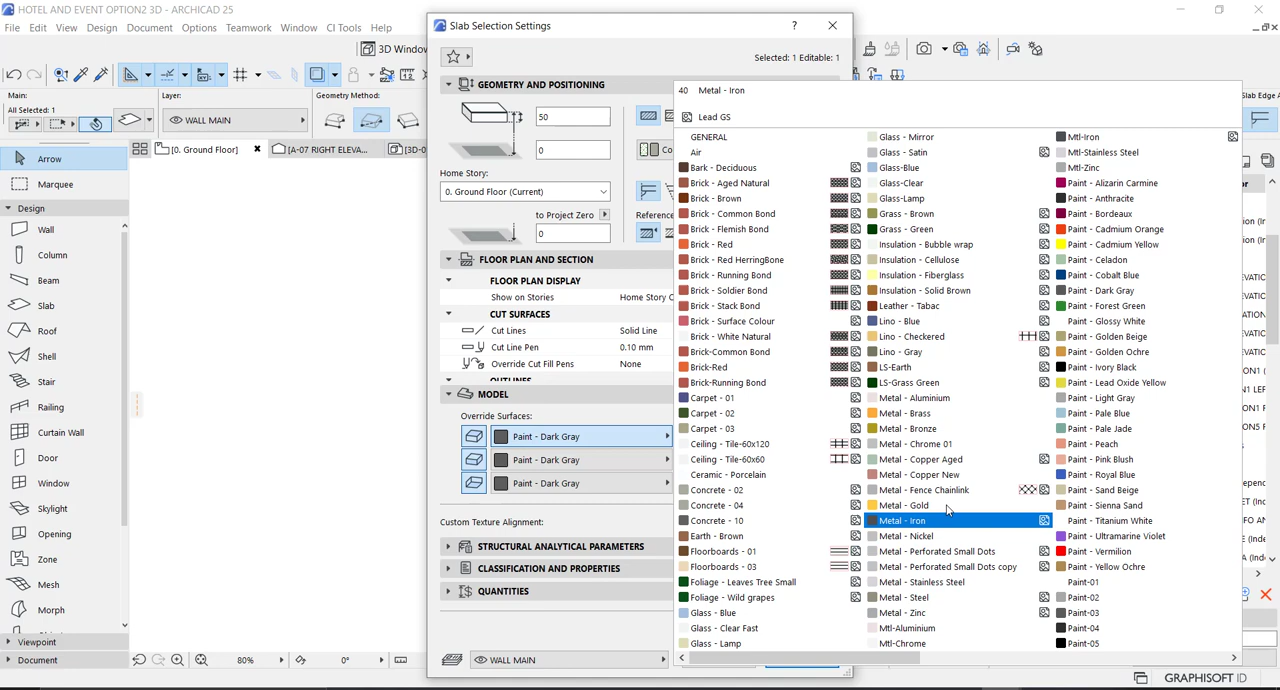 HOTEL AND EVENT OPTION2 3D - ARCHICAD 25
File Edit View Design Document Options Teamwork Window CI Tools Help
3D Window
Main:
All Selected: 1
Layer:
WALL MAIN
Geometry Method:
[0. Ground Floor]
[A-07 RIGHT ELEVA...
Arrow
Marquee
Design
Wall
Column
Beam
Slab
Roof
Shell
Stair
Railing
Curtain Wall
Door
Window
Skylight
Opening
Zone
Mesh
Morph
Viewpoint
Document
80%
0°
Slab Selection Settings
?
Selected: 1 Editable: 1
GEOMETRY AND POSITIONING
50
0
Home Story:
0. Ground Floor (Current)
to Project Zero
Reference
0
FLOOR PLAN AND SECTION
FLOOR PLAN DISPLAY
Show on Stories Home Story O
CUT SURFACES
Cut Lines Solid Line
Cut Line Pen 0.10 mm
Override Cut Fill Pens None
OUTLINES
MODEL
Override Surfaces:
Paint - Dark Gray
Paint - Dark Gray
Paint - Dark Gray
Custom Texture Alignment:
STRUCTURAL ANALYTICAL PARAMETERS
CLASSIFICATION AND PROPERTIES
QUANTITIES
WALL MAIN
40 Metal - Iron
Lead GS
GENERAL
Air
Bark - Deciduous
Brick - Aged Natural
Brick - Brown
Brick - Common Bond
Brick - Flemish Bond
Brick - Red
Brick - Red HerringBone
Brick - Running Bond
Brick - Soldier Bond
Brick - Stack Bond
Brick - Surface Colour
Brick - White Natural
Brick-Common Bond
Brick-Red
Brick-Running Bond
Carpet - 01
Carpet - 02
Carpet - 03
Ceiling - Tile-60x120
Ceiling - Tile-60x60
Ceramic - Porcelain
Concrete - 02
Concrete - 04
Concrete - 10
Earth - Brown
Floorboards - 01
Floorboards - 03
Foliage - Leaves Tree Small
Foliage - Wild grapes
Glass - Blue
Glass - Clear Fast
Glass - Lamp
Glass - Mirror
Glass - Satin
Glass-Blue
Glass-Clear
Glass-Lamp
Grass - Brown
Grass - Green
Insulation - Bubble wrap
Insulation - Cellulose
Insulation - Fiberglass
Insulation - Solid Brown
Leather - Tabac
Lino - Blue
Lino - Checkered
Lino - Gray
LS-Earth
LS-Grass Green
Metal - Aluminium
Metal - Brass
Metal - Bronze
Metal - Chrome 01
Metal - Copper Aged
Metal - Copper New
Metal - Fence Chainlink
Metal - Gold
Metal - Iron
Metal - Nickel
Metal - Perforated Small Dots
Metal - Perforated Small Dots copy
Metal - Stainless Steel
Metal - Steel
Metal - Zinc
Mtl-Aluminium
Mtl-Chrome
Mtl-Iron
Mtl-Stainless Steel
Mtl-Zinc
Paint - Alizarin Carmine
Paint - Anthracite
Paint - Bordeaux
Paint - Cadmium Orange
Paint - Cadmium Yellow
Paint - Celadon
Paint - Cobalt Blue
Paint - Dark Gray
Paint - Forest Green
Paint - Glossy White
Paint - Golden Beige
Paint - Golden Ochre
Paint - Ivory Black
Paint - Lead Oxide Yellow
Paint - Light Gray
Paint - Pale Blue
Paint - Pale Jade
Paint - Peach
Paint - Pink Blush
Paint - Royal Blue
Paint - Sand Beige
Paint - Sienna Sand
Paint - Titanium White
Paint - Ultramarine Violet
Paint - Vermilion
Paint - Yellow Ochre
Paint-01
Paint-02
Paint-03
Paint-04
Paint-05
GRAPHISOFT ID